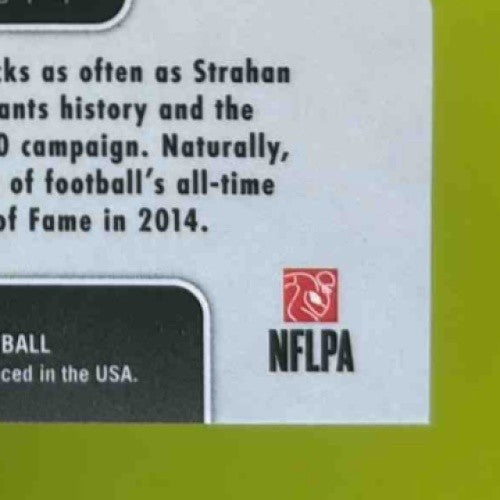 cks as often as Strahan
ants history and the
0 campaign. Naturally,
of football's all-time
of Fame in 2014.
BALL
ced in the USA.
NFLPA